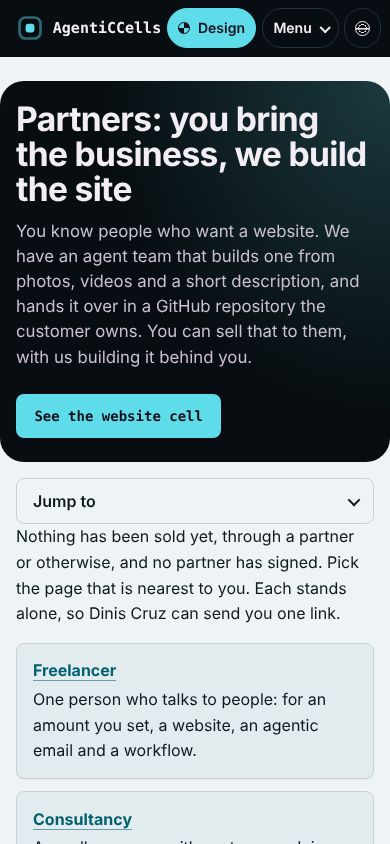 AgentiCCells
Design
Menu
Partners: you bring
the business, we build
the site
You know people who want a website. We
have an agent team that builds one from
photos, videos and a short description, and
hands it over in a GitHub repository the
customer owns. You can sell that to them,
with us building it behind you.
See the website cell
Jump to
Nothing has been sold yet, through a partner
or otherwise, and no partner has signed. Pick
the page that is nearest to you. Each stands
alone, so Dinis Cruz can send you one link.
Freelancer
One person who talks to people: for an
amount you set, a website, an agentic
email and a workflow.
Consultancy